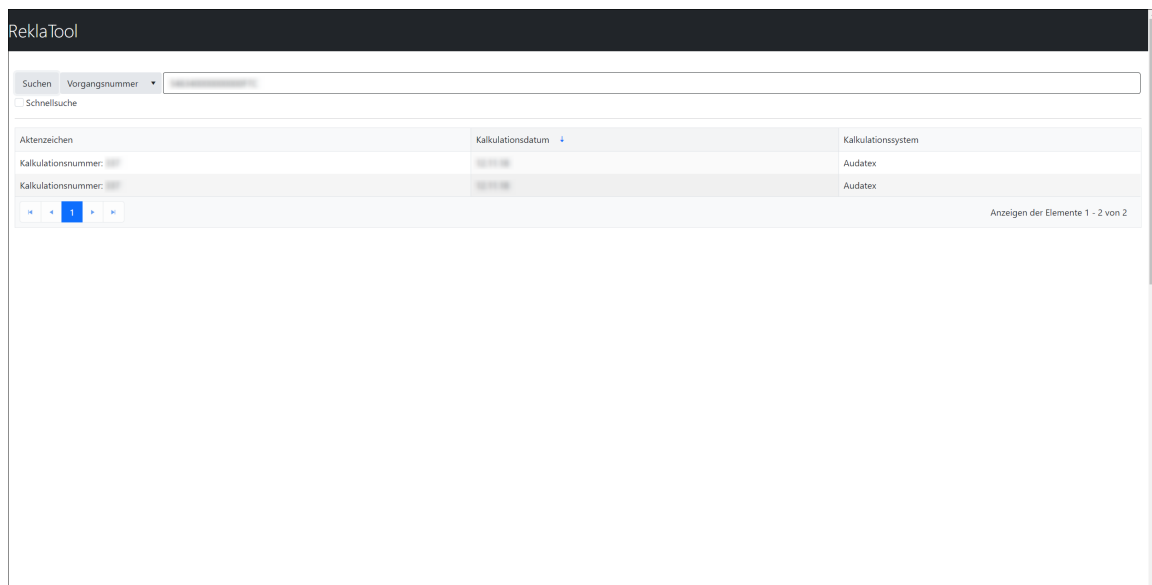 ReklaTool
Suchen Vorgangsnummer
Schnellsuche
Aktenzeichen Kalkulationsdatum Kalkulationssystem
Kalkulationsnummer: Audatex
Kalkulationsnummer: Audatex
1 Anzeigen der Elemente 1 - 2 von 2